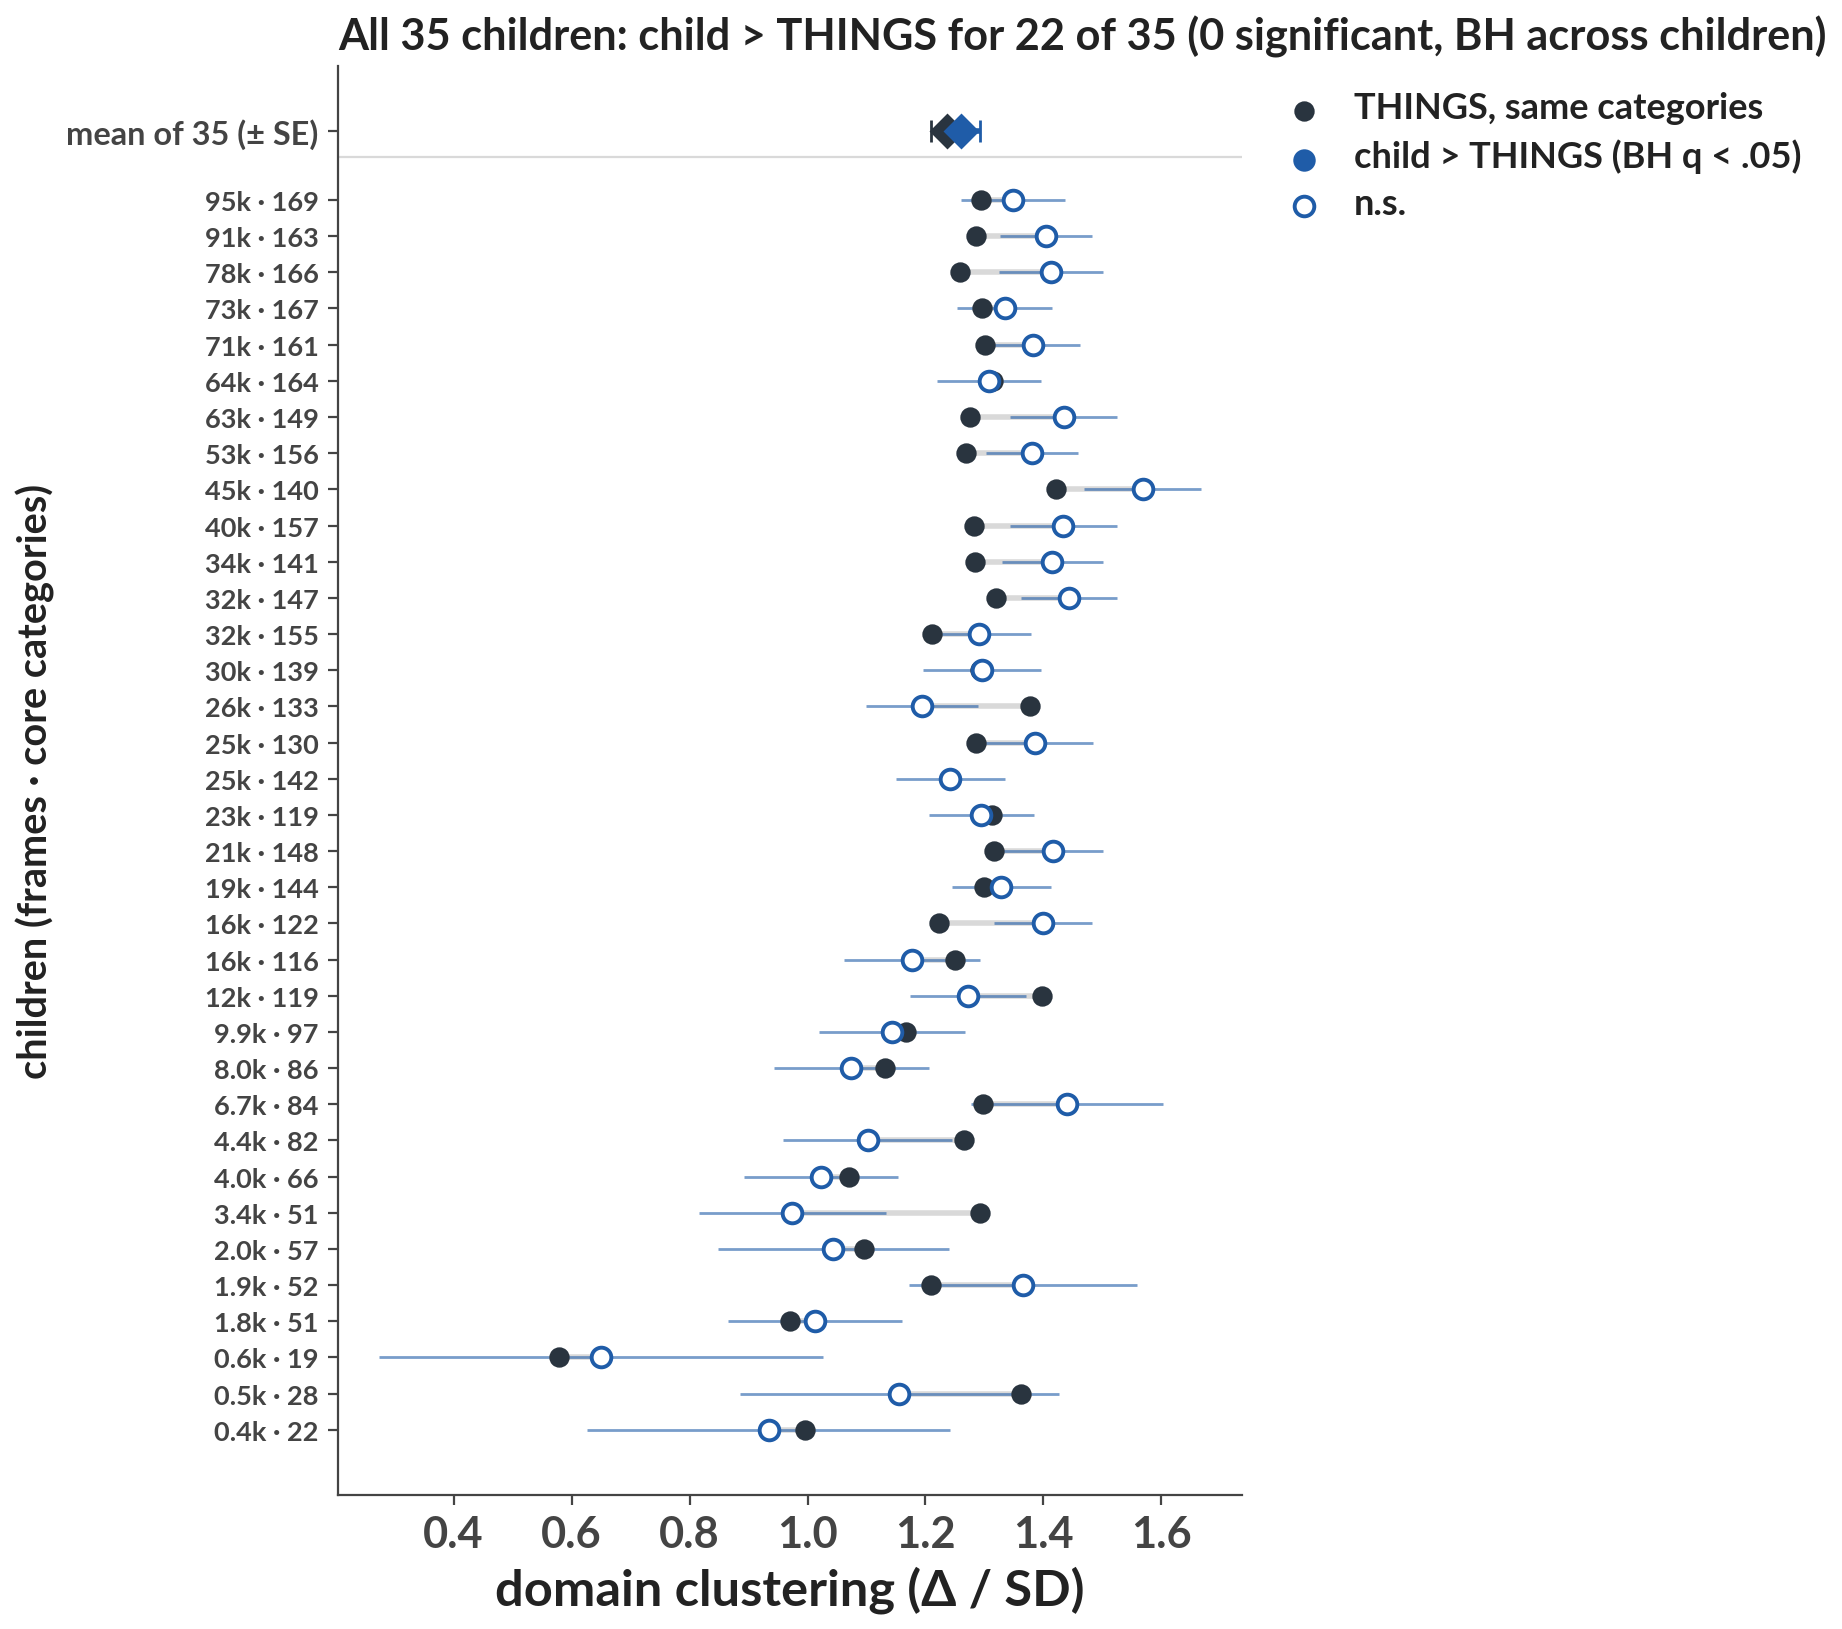 All 35 children: child > THINGS for 22 of 35 (0 significant, BH across children)
THINGS, same categories
child > THINGS (BH q < .05)
n.s.
mean of 35 (± SE)
95k · 169
91k · 163
78k · 166
73k · 167
71k · 161
64k · 164
63k · 149
53k · 156
45k · 140
40k · 157
34k · 141
32k · 147
32k · 155
30k · 139
26k · 133
25k · 130
25k · 142
23k · 119
21k · 148
19k · 144
16k · 122
16k · 116
12k · 119
9.9k · 97
8.0k · 86
6.7k · 84
4.4k · 82
4.0k · 66
3.4k · 51
2.0k · 57
1.9k · 52
1.8k · 51
0.6k · 19
0.5k · 28
0.4k · 22
children (frames · core categories)
0.4 0.6 0.8 1.0 1.2 1.4 1.6
domain clustering (Δ / SD)